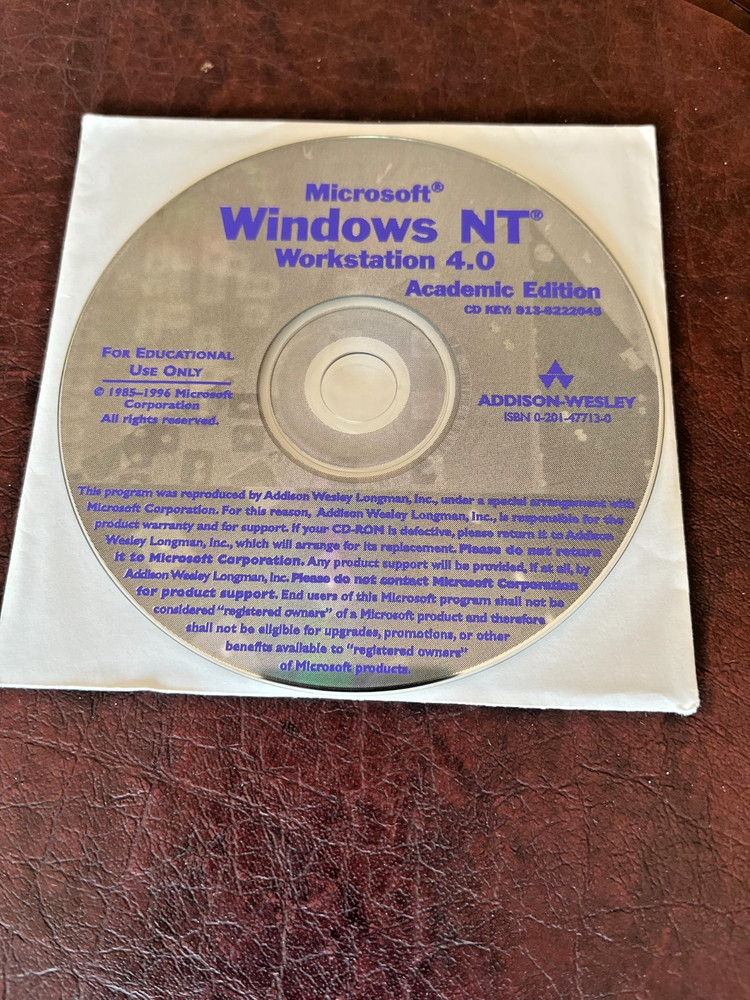 Microsoft®
Windows NT®
Workstation 4.0
Academic Edition
CD KEY: 813-8222048
FOR EDUCATIONAL
USE ONLY
© 1985–1996 Microsoft
Corporation
All rights reserved.
ADDISON-WESLEY
ISBN 0-201-47713-0
This program was reproduced by Addison Wesley Longman, Inc., under a special arrangement with
Microsoft Corporation. For this reason, Addison Wesley Longman, Inc., is responsible for the
product warranty and for support. If your CD-ROM is defective, please return it to Addison
Wesley Longman, Inc., which will arrange for its replacement. Please do not return
it to Microsoft Corporation. Any product support will be provided, if at all, by
Addison Wesley Longman, Inc. Please do not contact Microsoft Corporation
for product support. End users of this Microsoft program shall not be
considered "registered owners" of a Microsoft product and therefore
shall not be eligible for upgrades, promotions, or other
benefits available to "registered owners"
of Microsoft products.